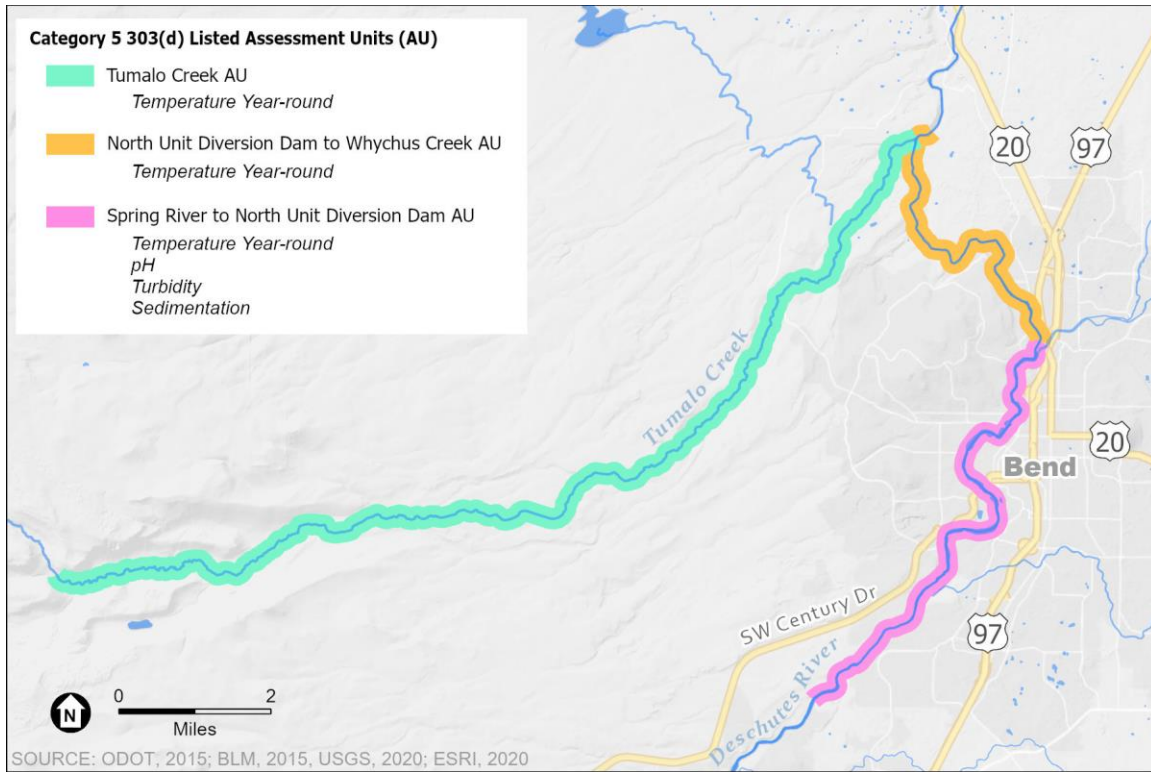 Category 5 303(d) Listed Assessment Units (AU)
Tumalo Creek AU
Temperature Year-round
North Unit Diversion Dam to Whychus Creek AU
Temperature Year-round
Spring River to North Unit Diversion Dam AU
Temperature Year-round
pH
Turbidity
Sedimentation
20
97
Tumalo Creek
20
Bend
SW Century Dr
97
Deschutes River
N
0 2
Miles
SOURCE: ODOT, 2015; BLM, 2015, USGS, 2020; ESRI, 2020